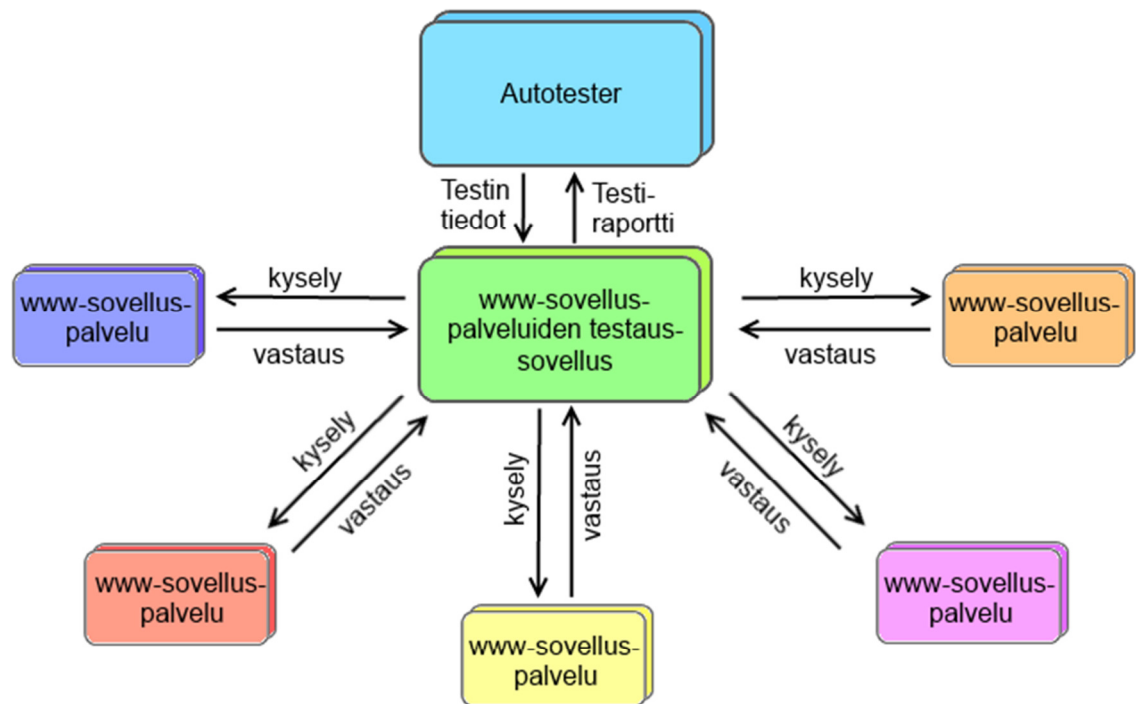 Autotester
Testin
tiedot
Testi-
raportti
www-sovellus-
palvelu
kysely
vastaus
www-sovellus-
palveluiden testaus-
sovellus
kysely
vastaus
www-sovellus-
palvelu
kysely
vastaus
kysely
vastaus
kysely
vastaus
www-sovellus-
palvelu
www-sovellus-
palvelu
www-sovellus-
palvelu